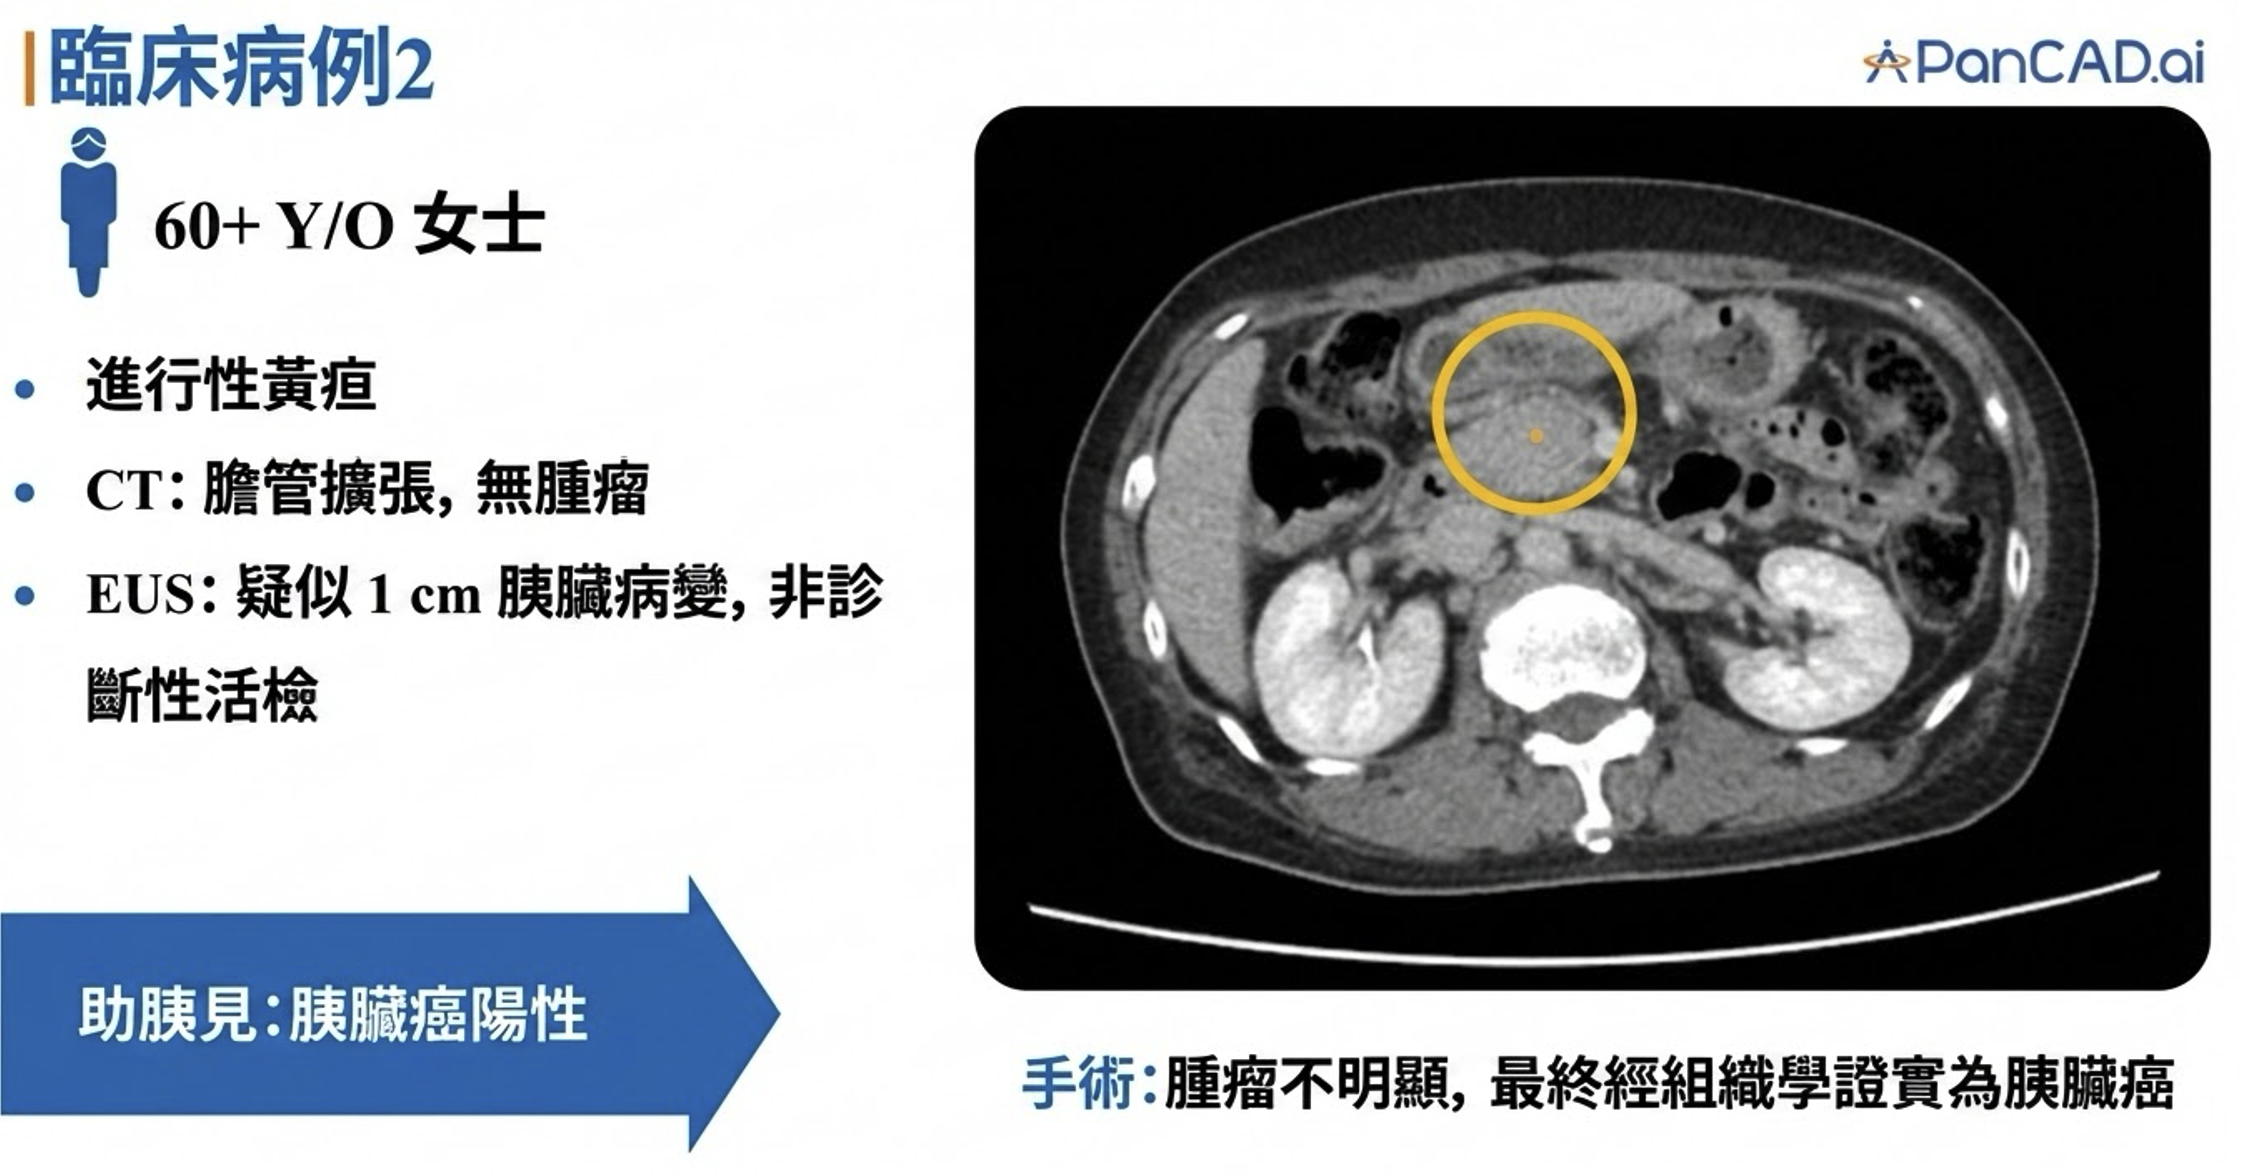 臨床病例2
PanCAD.ai
60+ Y/O 女士
• 進行性黃疸
• CT：膽管擴張，無腫瘤
• EUS：疑似 1 cm 胰臟病變，非診
斷性活檢
助胰見：胰臟癌陽性
手術：腫瘤不明顯，最終經組織學證實為胰臟癌